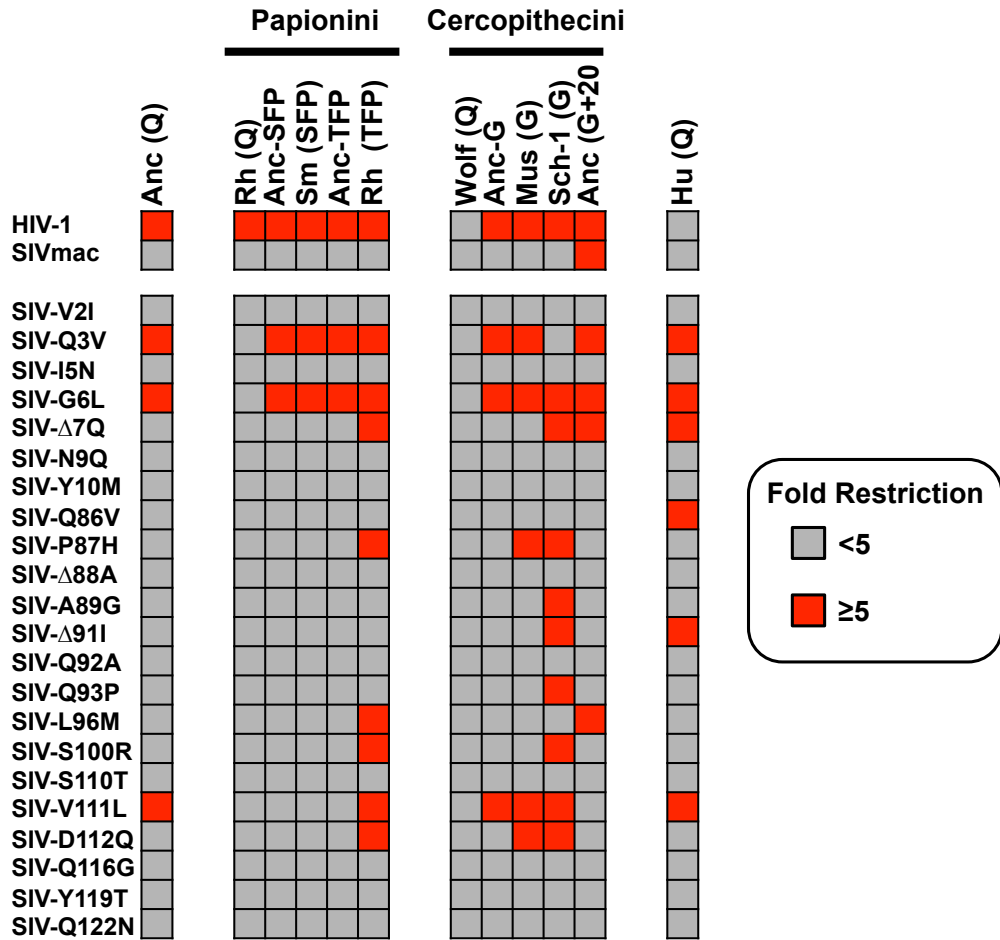 Papionini
Cercopithecini
Anc (Q)
Rh (Q)
Anc-SFP
Sm (SFP)
Anc-TFP
Rh (TFP)
Wolf (Q)
Anc-G
Mus (G)
Sch-1 (G)
Anc (G+20
Hu (Q)
HIV-1
SIVmac
SIV-V2I
SIV-Q3V
SIV-I5N
SIV-G6L
SIV-∆7Q
SIV-N9Q
SIV-Y10M
SIV-Q86V
SIV-P87H
SIV-∆88A
SIV-A89G
SIV-∆91I
SIV-Q92A
SIV-Q93P
SIV-L96M
SIV-S100R
SIV-S110T
SIV-V111L
SIV-D112Q
SIV-Q116G
SIV-Y119T
SIV-Q122N
Fold Restriction
<5
≥5